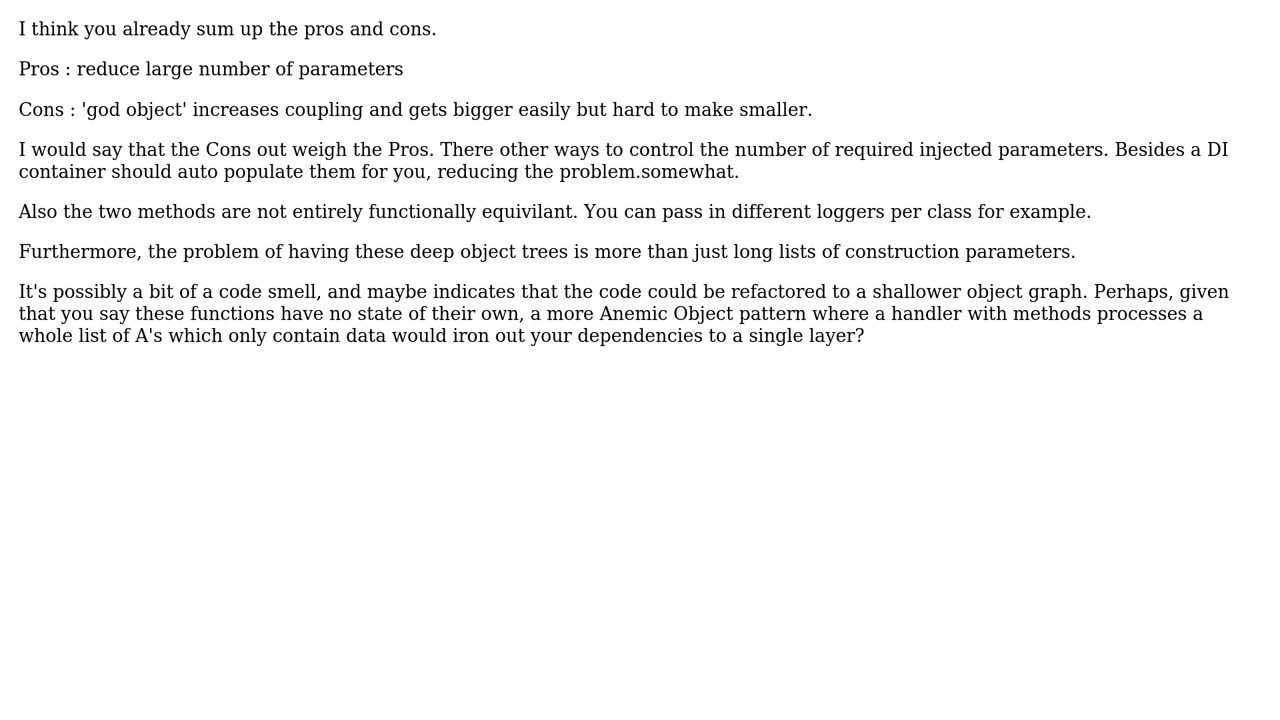 I think you already sum up the pros and cons.
Pros : reduce large number of parameters
Cons : 'god object' increases coupling and gets bigger easily but hard to make smaller.
I would say that the Cons out weigh the Pros. There other ways to control the number of required injected parameters. Besides a DI
container should auto populate them for you, reducing the problem.somewhat.
Also the two methods are not entirely functionally equivilant. You can pass in different loggers per class for example.
Furthermore, the problem of having these deep object trees is more than just long lists of construction parameters.
It's possibly a bit of a code smell, and maybe indicates that the code could be refactored to a shallower object graph. Perhaps, given
that you say these functions have no state of their own, a more Anemic Object pattern where a handler with methods processes a
whole list of A's which only contain data would iron out your dependencies to a single layer?